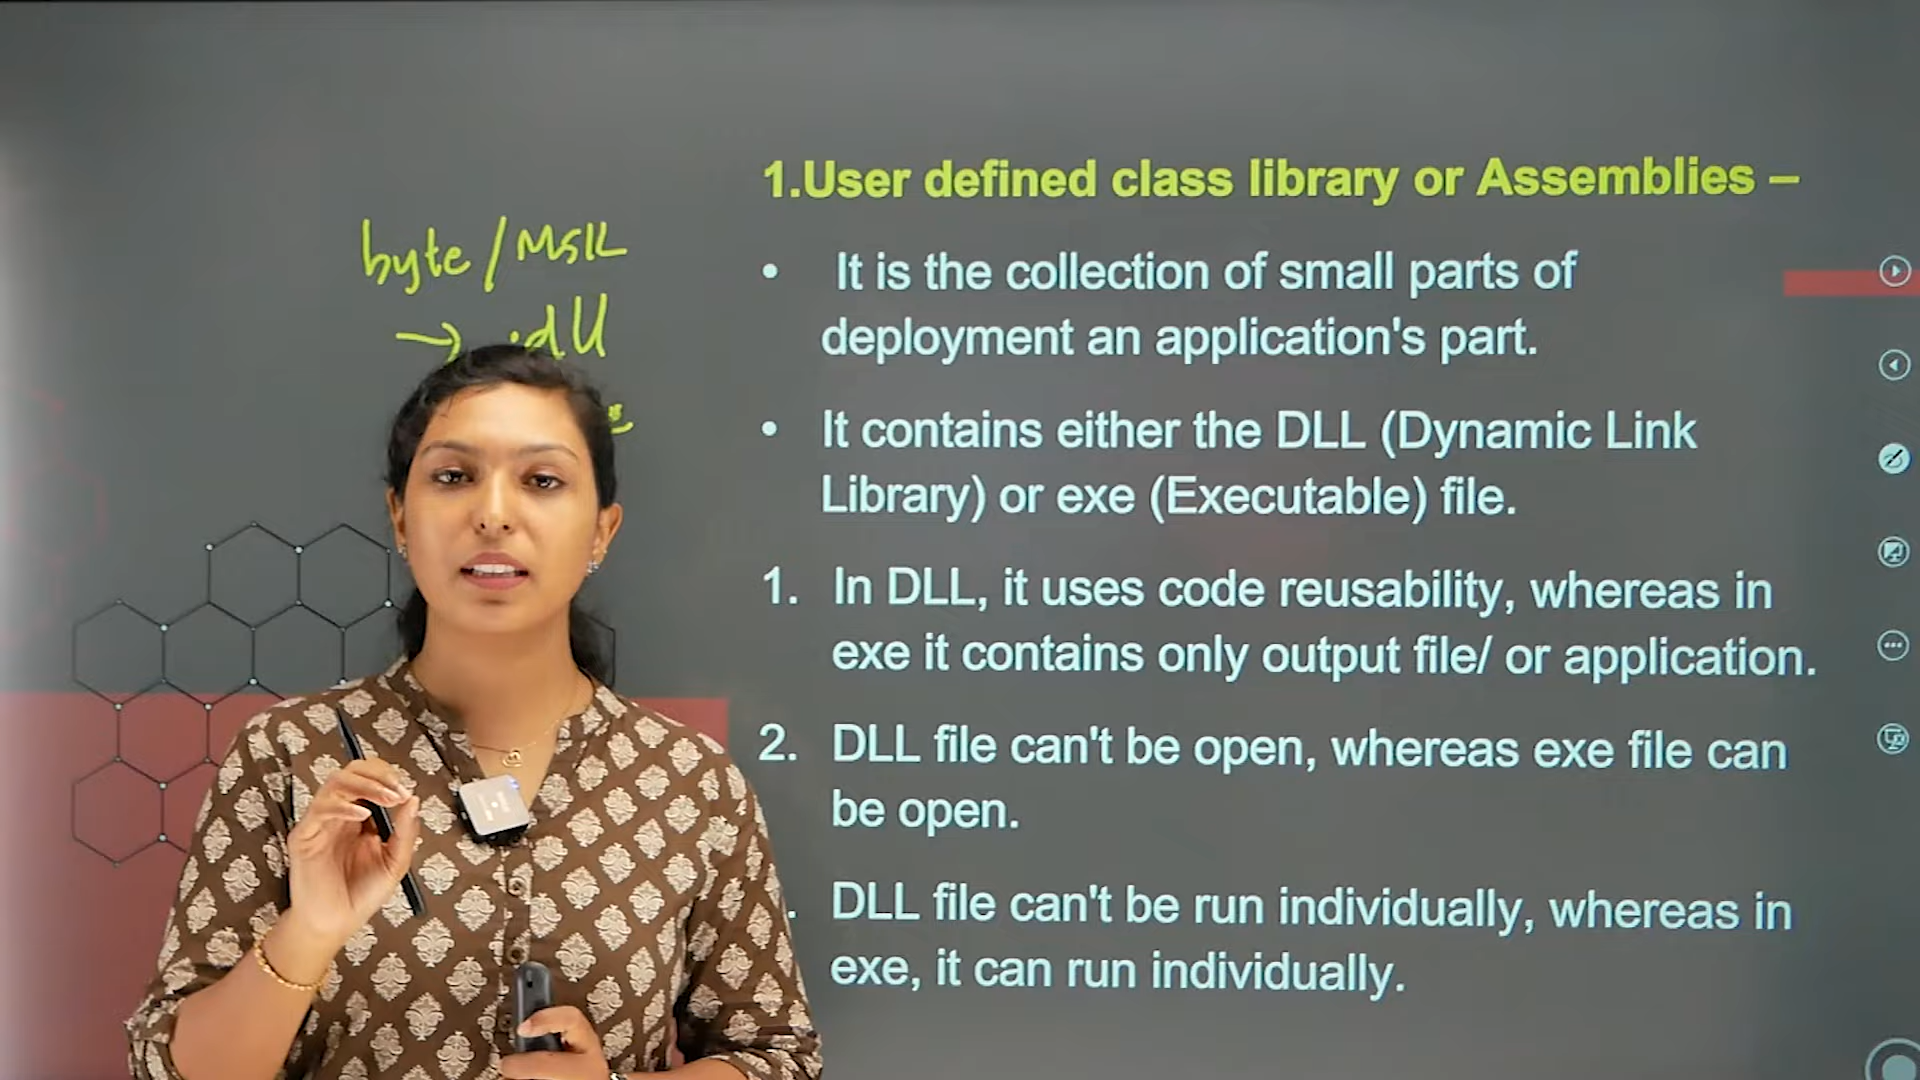 byte/MSIL
→ .dll
1.User defined class library or Assemblies –
• It is the collection of small parts of
deployment an application's part.
• It contains either the DLL (Dynamic Link
Library) or exe (Executable) file.
1. In DLL, it uses code reusability, whereas in
exe it contains only output file/ or application.
2. DLL file can't be open, whereas exe file can
be open.
. DLL file can't be run individually, whereas in
exe, it can run individually.